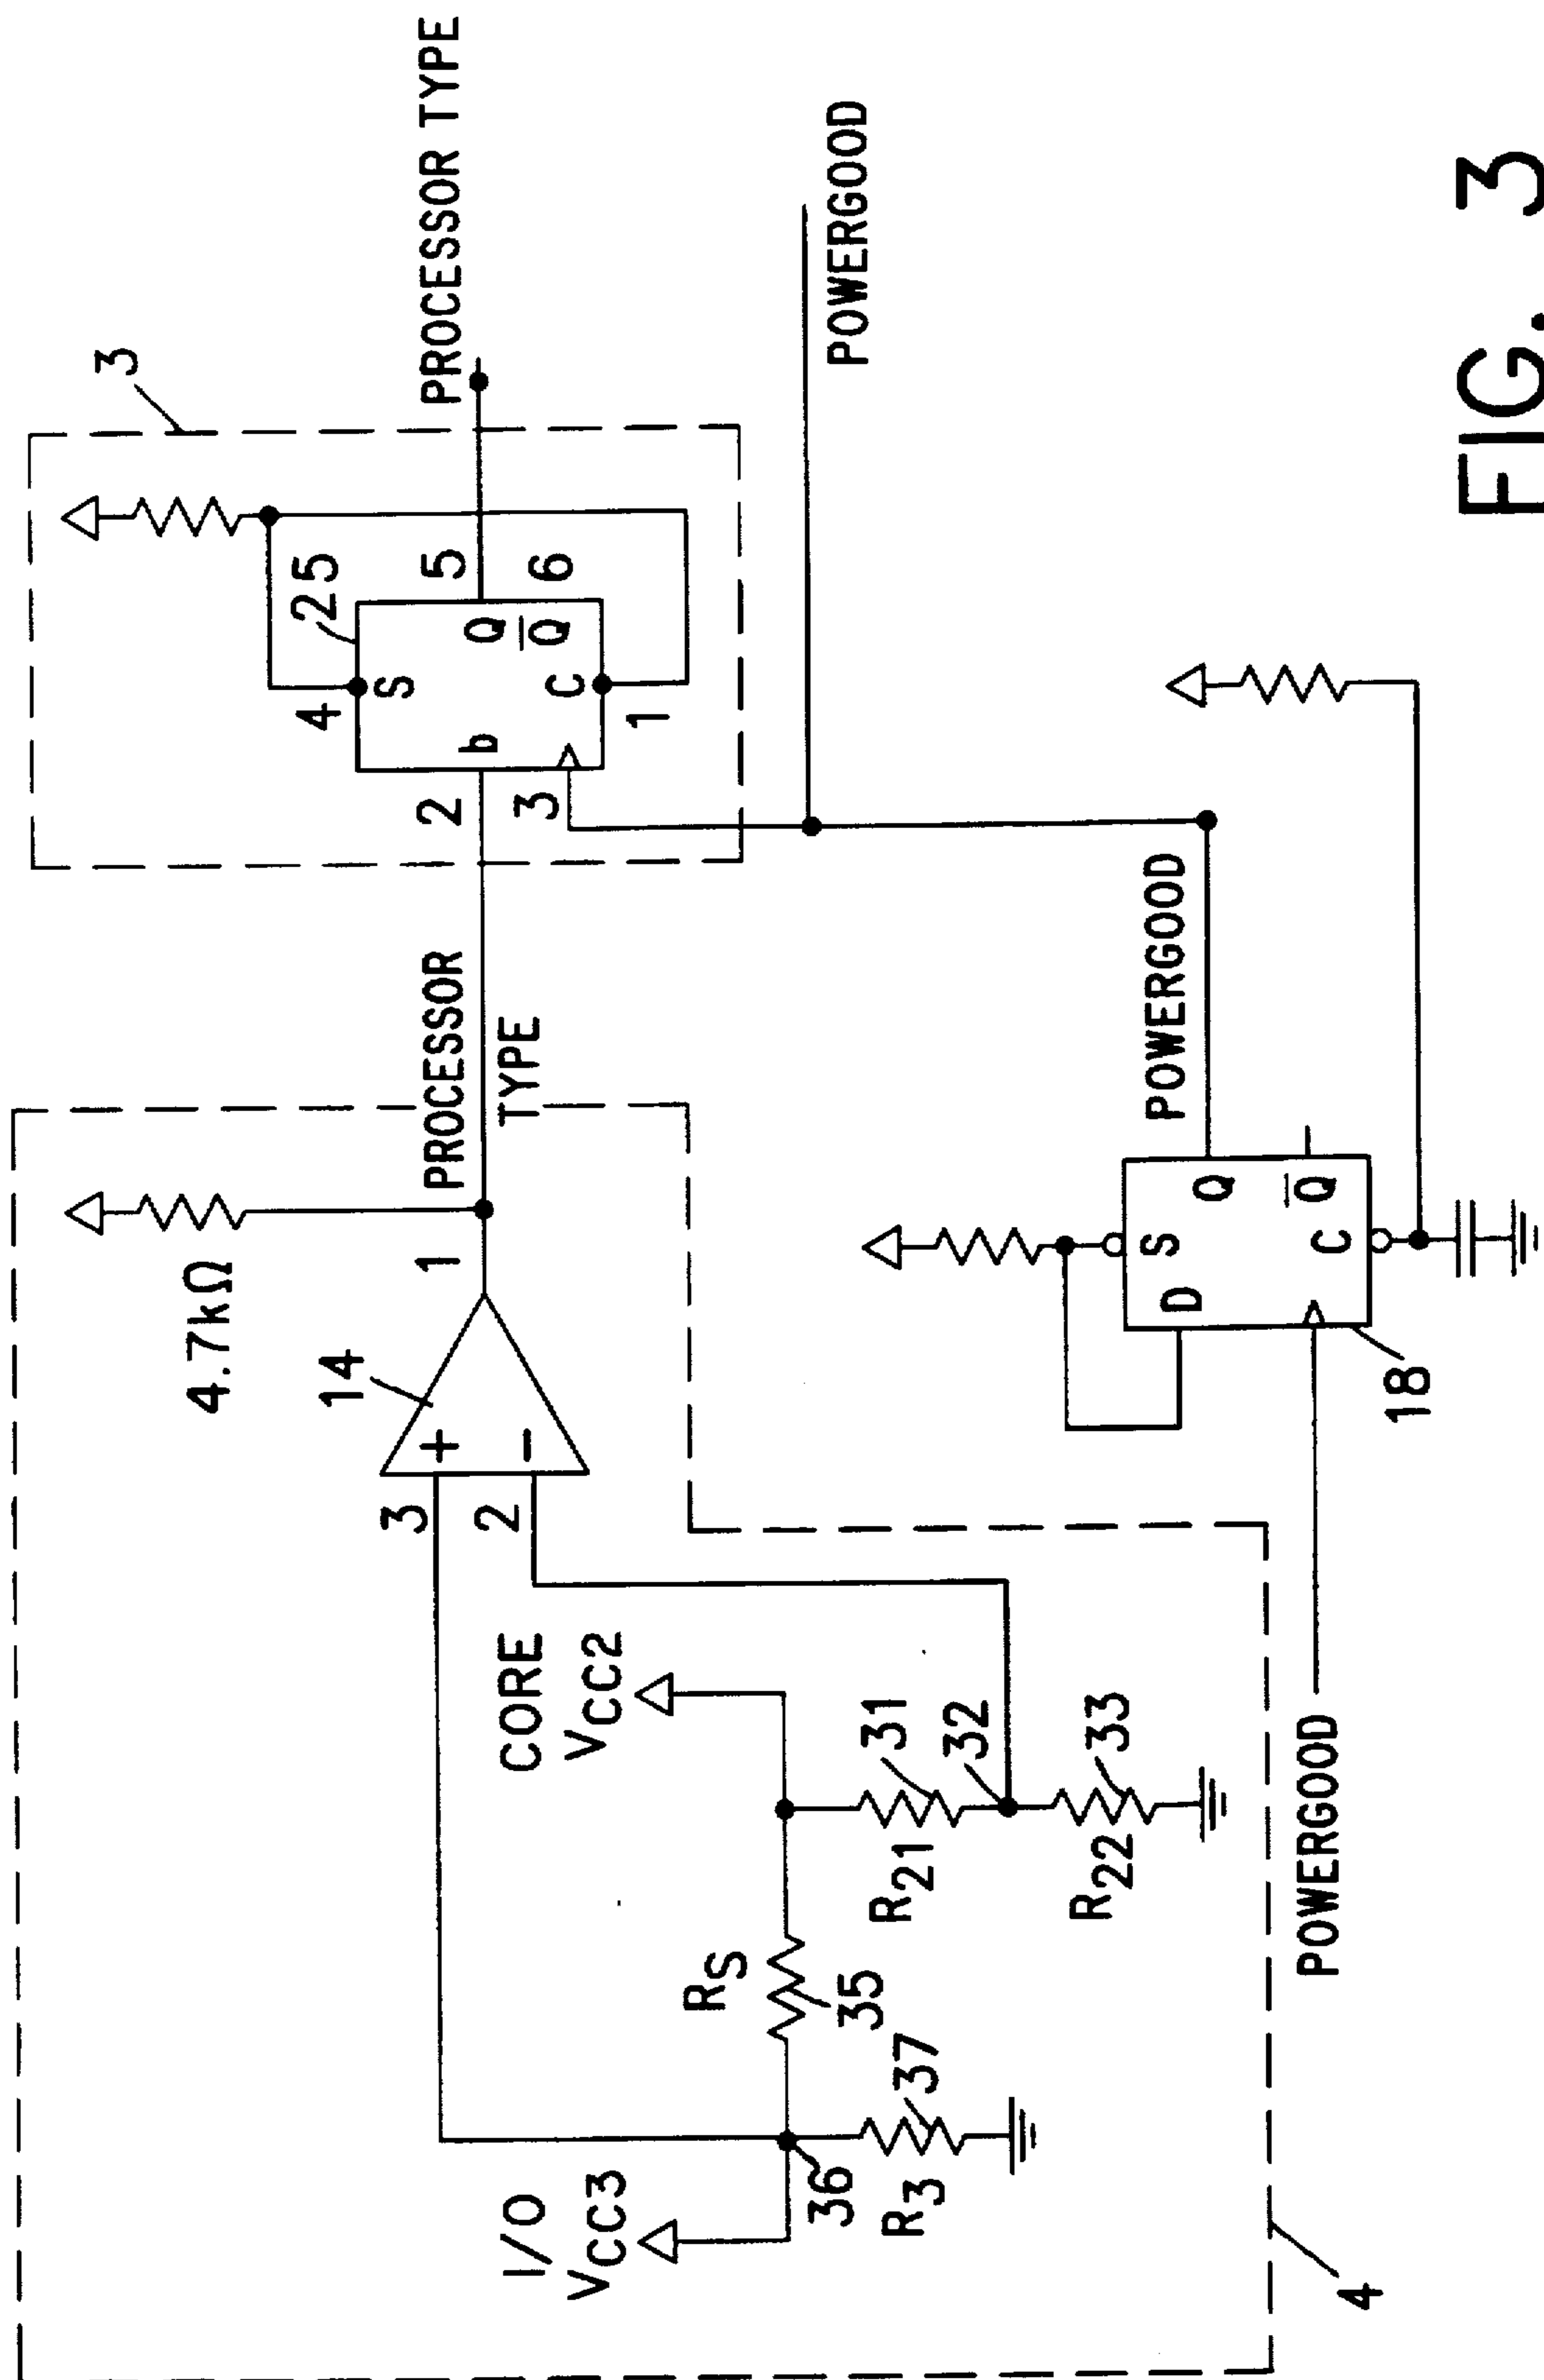 3
PROCESSOR TYPE
25
4
S
5
2
b
Q
Q
6
3
C
1
POWERGOOD
4.7kΩ
PROCESSOR
TYPE
14
1
3
+
2
−
CORE
VCC2
I/O
VCC3
RS
35
36
37
R3
R21
31
32
R22
33
4
POWERGOOD
POWERGOOD
S
D
Q
Q
C
18
FIG. 3